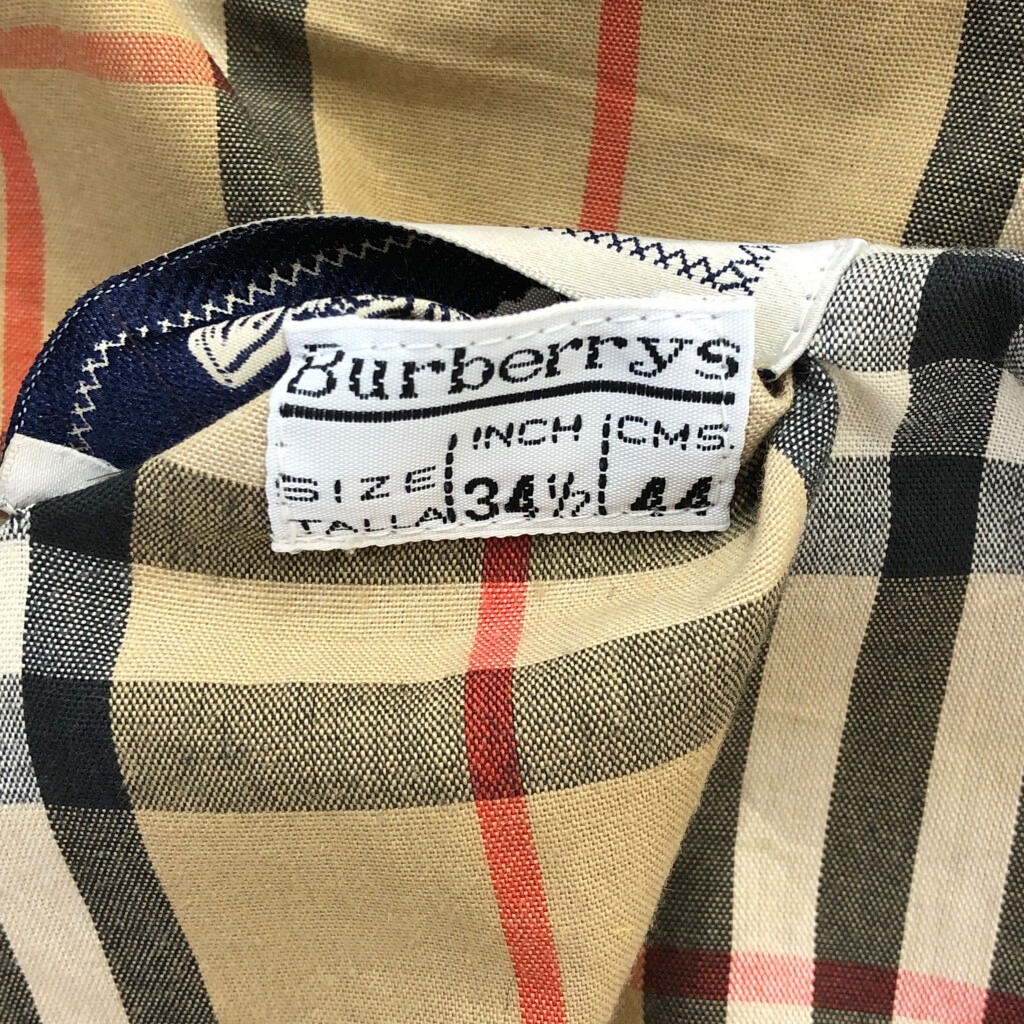 Burberrys
INCH CMS.
SIZE
TALLA 34½ 44